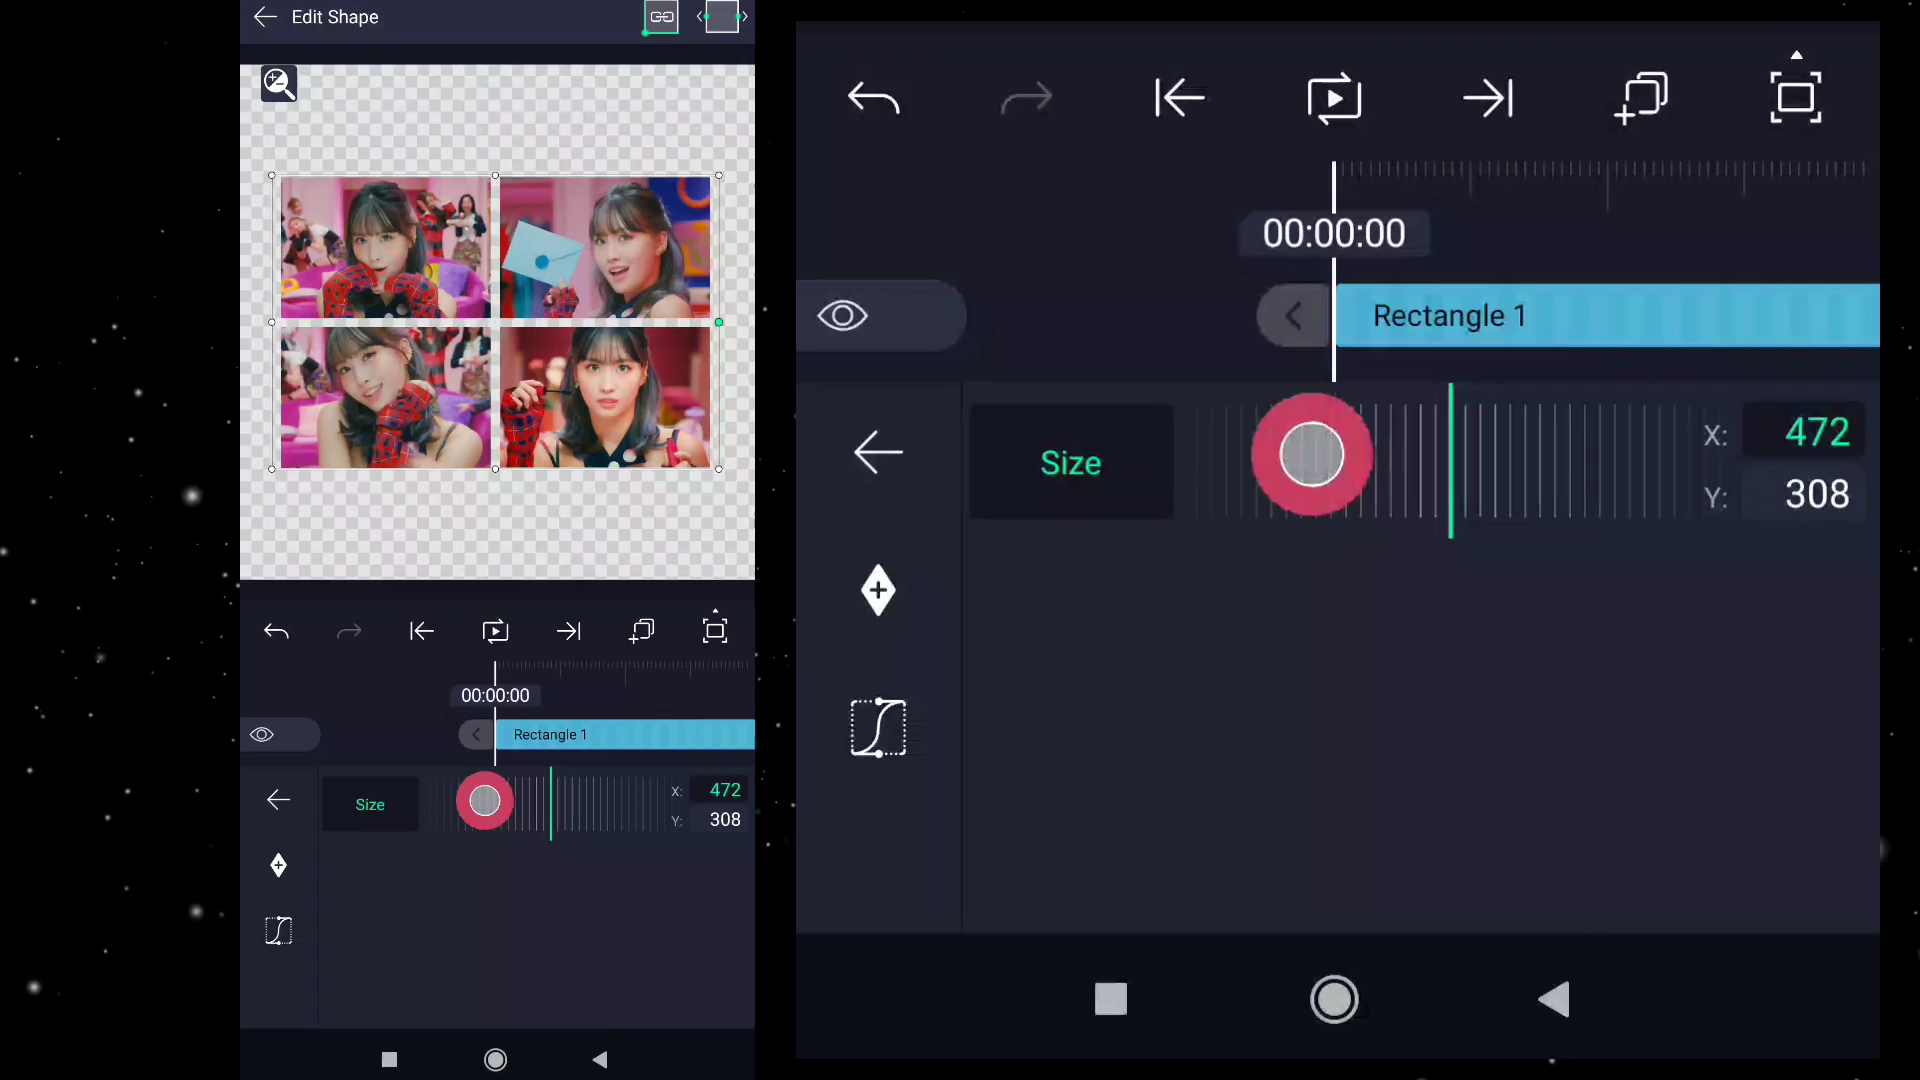 Edit Shape
00:00:00
Rectangle 1
Size
X: 472
Y: 308
00:00:00
Rectangle 1
Size
X: 472
Y: 308